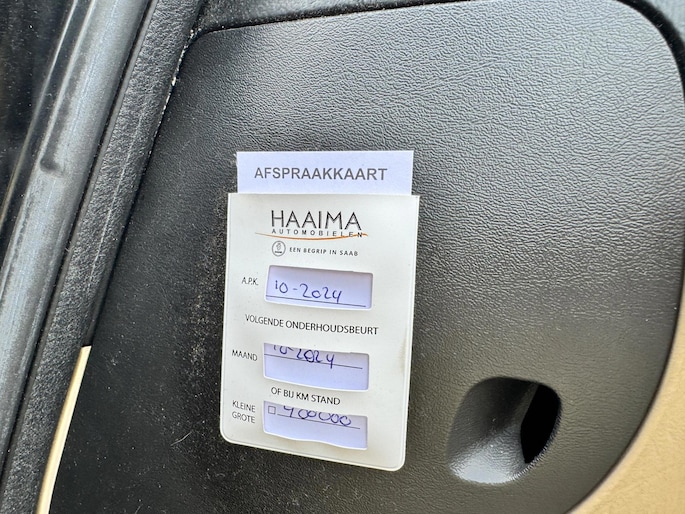 AFSPRAAKKAART
HAAIMA
AUTOMOBIELEN
EEN BEGRIP IN SAAB
A.P.K. 10-2024
VOLGENDE ONDERHOUDSBEURT
MAAND 10-2024
OF BIJ KM STAND
KLEINE 400000
GROTE